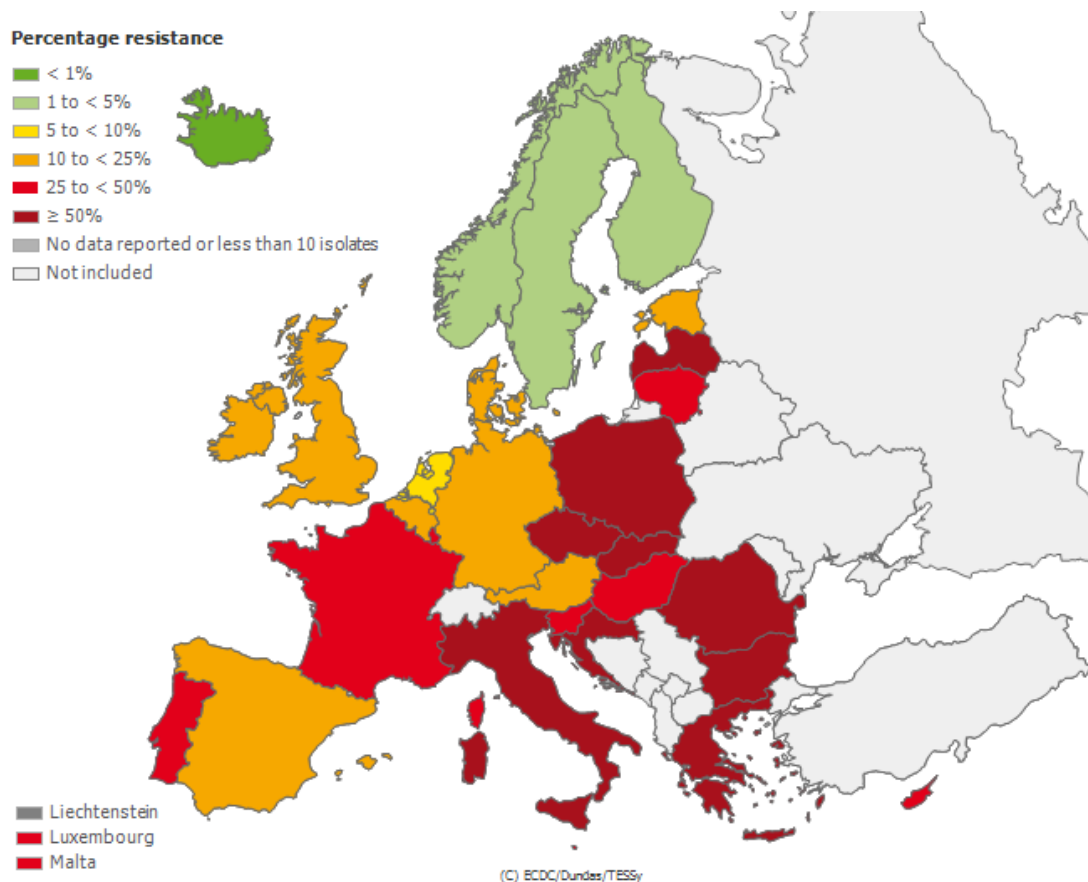 Percentage resistance
< 1%
1 to < 5%
5 to < 10%
10 to < 25%
25 to < 50%
≥ 50%
No data reported or less than 10 isolates
Not included
Liechtenstein
Luxembourg
Malta
(C) ECDC/Dundas/TESSy